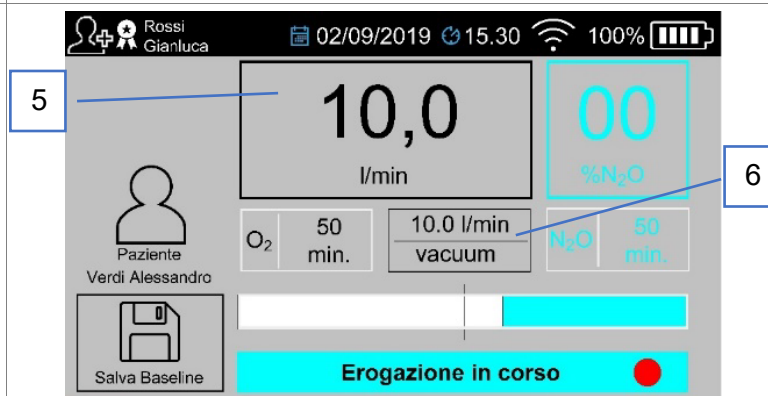 Rossi
Gianluca
02/09/2019 15.30 100%
5
10,0
l/min
00
%N₂O
6
Paziente
Verdi Alessandro
O₂ 50
min.
10.0 l/min
vacuum
N₂O 50
min.
Salva Baseline
Erogazione in corso